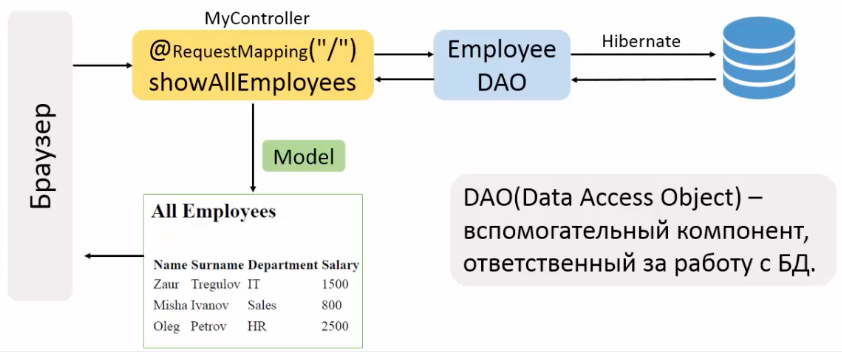 MyController
@RequestMapping("/")
showAllEmployees
Employee
DAO
Hibernate
Браузер
Model
All Employees
Name Surname Department Salary
Zaur Tregulov IT 1500
Misha Ivanov Sales 800
Oleg Petrov HR 2500
DAO(Data Access Object) –
вспомогательный компонент,
ответственный за работу с БД.